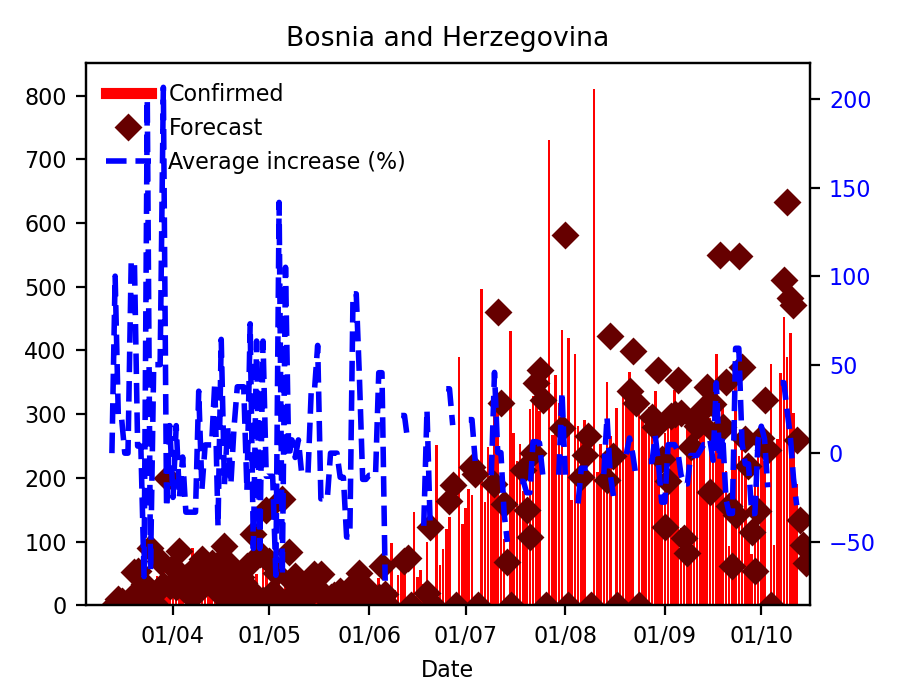 Bosnia and Herzegovina
Confirmed
Forecast
Average increase (%)
800
700
600
500
400
300
200
100
0
200
150
100
50
0
−50
01/04 01/05 01/06 01/07 01/08 01/09 01/10
Date